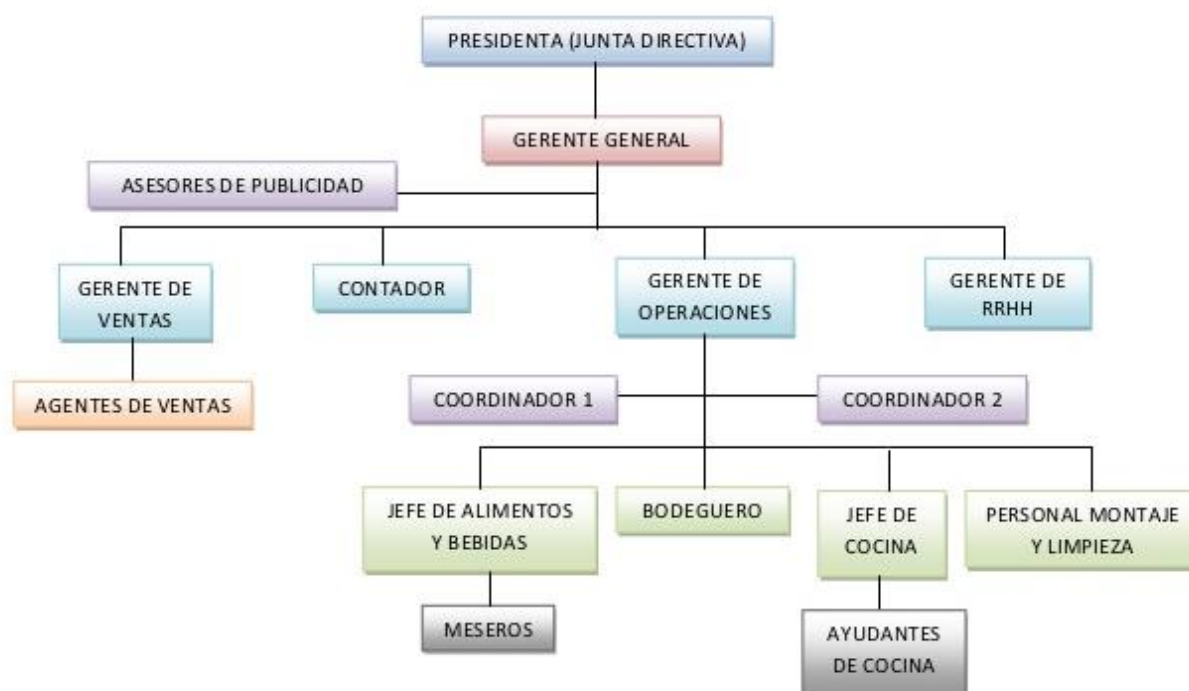 PRESIDENTA (JUNTA DIRECTIVA)
GERENTE GENERAL
ASESORES DE PUBLICIDAD
GERENTE DE
VENTAS
CONTADOR
GERENTE DE
OPERACIONES
GERENTE DE
RRHH
AGENTES DE VENTAS
COORDINADOR 1
COORDINADOR 2
JEFE DE ALIMENTOS
Y BEBIDAS
BODEGUERO
JEFE DE
COCINA
PERSONAL MONTAJE
Y LIMPIEZA
MESEROS
AYUDANTES
DE COCINA